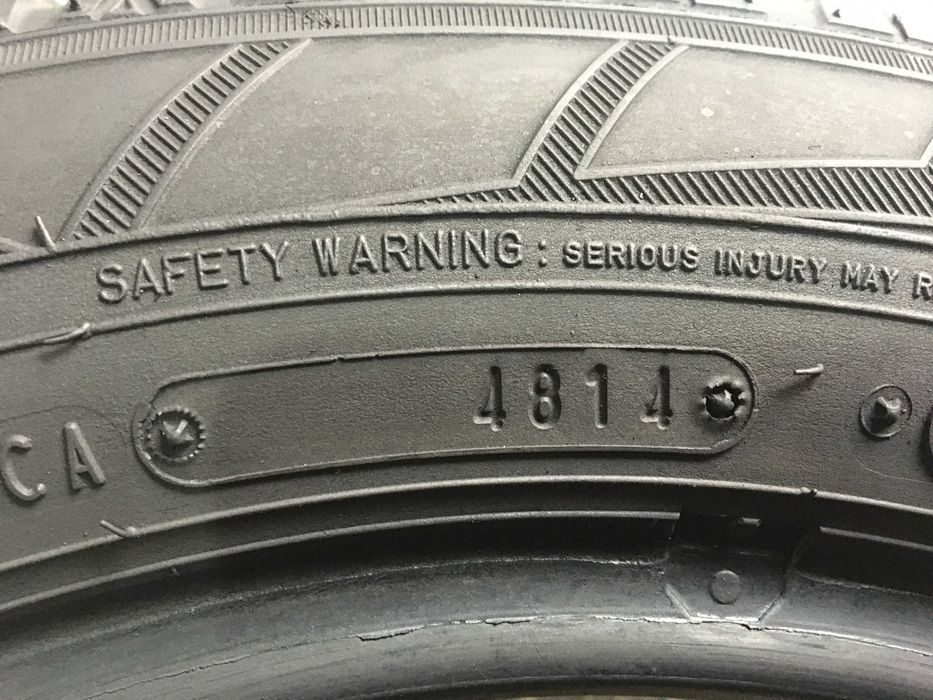 SAFETY WARNING: SERIOUS INJURY MAY R
CA 4814